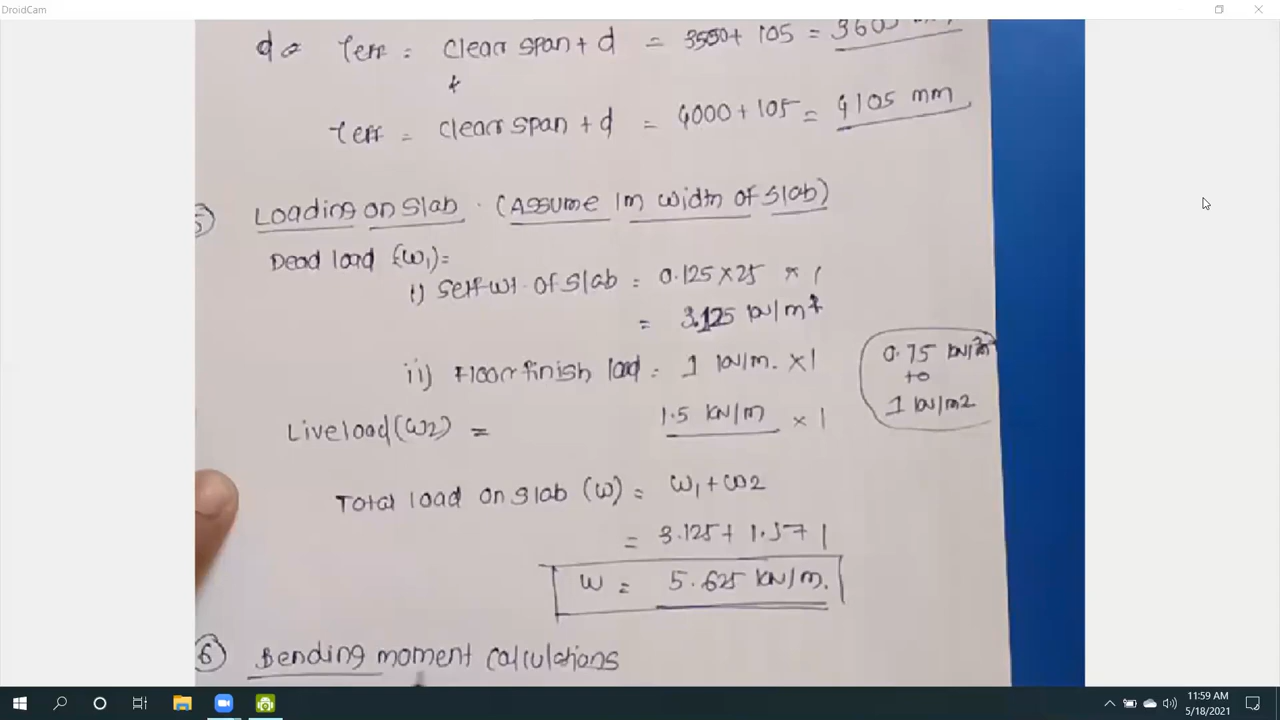 DroidCam
d = leff = clear span + d = 3500 + 105 = 3605
&
leff = clear span + d = 4000 + 105 = 4105 mm
5 Loading on Slab. (Assume 1m width of Slab)
Dead load (w1)=
i) Self wt. of Slab = 0.125 × 25 × 1
= 3.125 kN/m
ii) Floor finish load = 1 kN/m. × 1
0.75 kN/m2
to
1 kN/m2
Live load (w2) = 1.5 KN/m × 1
Total load on Slab (w) = w1 + w2
= 3.125 + 1.5 + 1
w = 5.625 KN/m.
6 Bending moment calculations
11:59 AM
5/18/2021